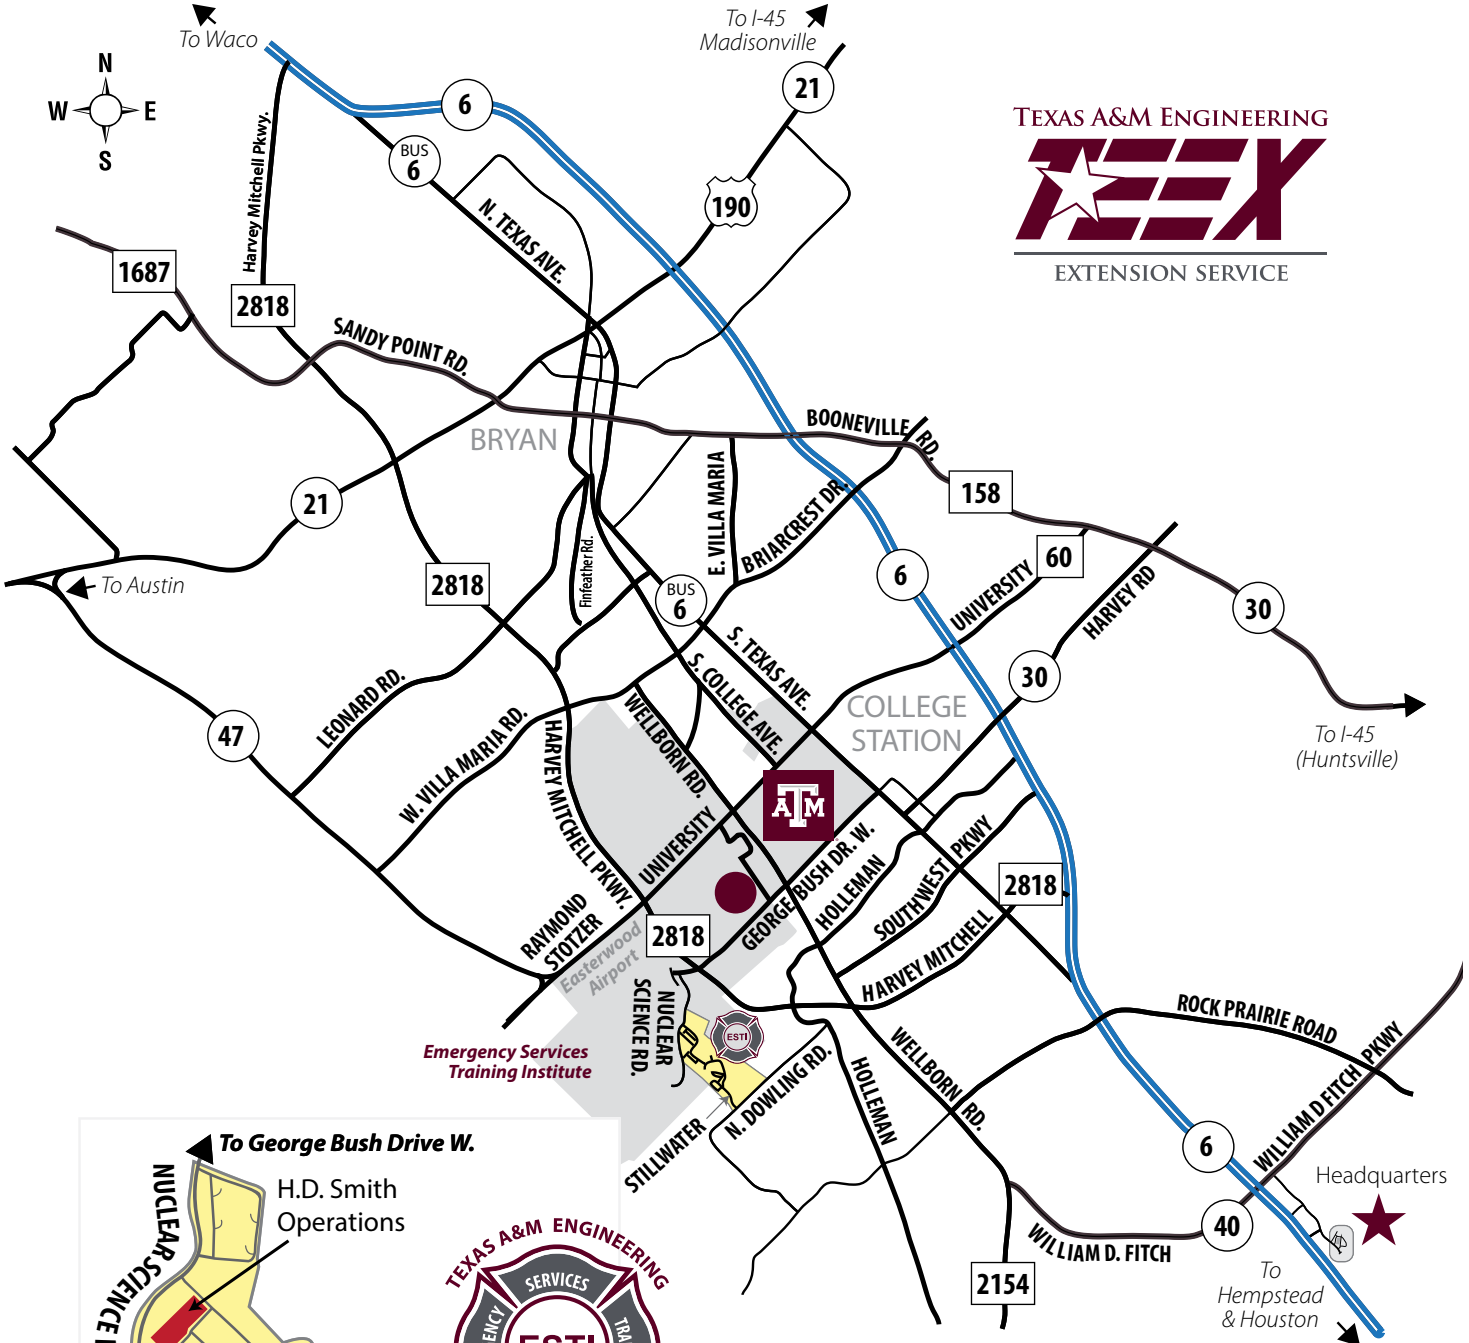 To Waco
To I-45
Madisonville
N
W E
S
21
6
BUS
6
190
TEXAS A&M ENGINEERING
TEEX
EXTENSION SERVICE
Harvey Mitchell Pkwy.
N. TEXAS AVE.
1687
2818
SANDY POINT RD.
BRYAN
BOONEVILLE RD.
158
21
E. VILLA MARIA
BRIARCREST DR.
Finfeather Rd.
2818
To Austin
BUS
6
6
60
UNIVERSITY
HARVEY RD
30
30
S. TEXAS AVE.
S. COLLEGE AVE.
COLLEGE
STATION
To I-45
(Huntsville)
LEONARD RD.
47
W. VILLA MARIA RD.
WELLBORN RD.
HARVEY MITCHELL PKWY.
UNIVERSITY
ATM
GEORGE BUSH DR. W.
HOLLEMAN
SOUTHWEST PKWY
2818
RAYMOND
STOTZER
2818
Easterwood
Airport
HARVEY MITCHELL
NUCLEAR
SCIENCE RD.
ESTI
Emergency Services
Training Institute
ROCK PRAIRIE ROAD
N. DOWLING RD.
STILLWATER
HOLLEMAN
WELLBORN RD.
WILLIAM D FITCH PKWY
6
Headquarters
40
WILLIAM D. FITCH
2154
To
Hempstead
& Houston
To George Bush Drive W.
NUCLEAR SCIENCE
H.D. Smith
Operations
TEXAS A&M ENGINEERING
SERVICES
ENCY
TRA
ESTI